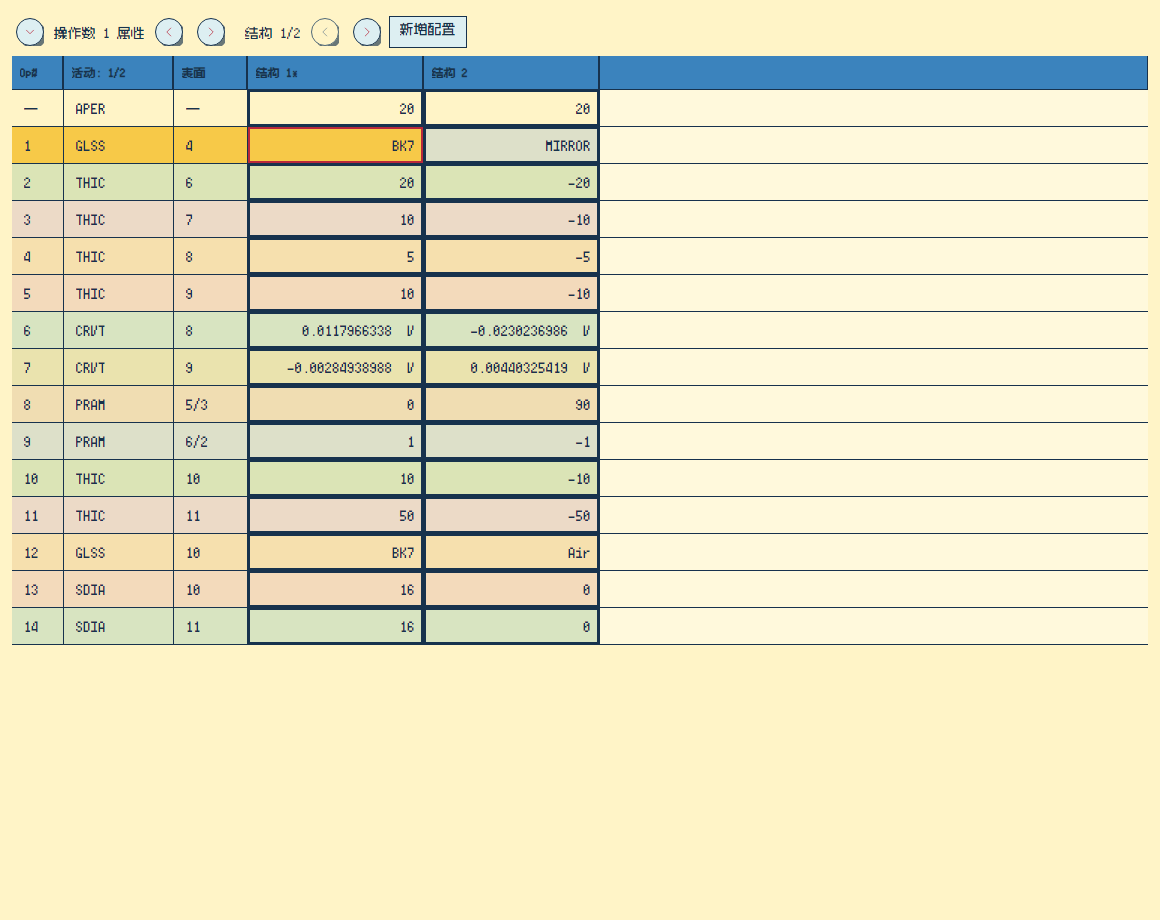 操作数 1 属性 结构 1/2 新增配置
Op# 活动: 1/2 表面 结构 1* 结构 2
— APER — 20 20
1 GLSS 4 BK7 MIRROR
2 THIC 6 20 -20
3 THIC 7 10 -10
4 THIC 8 5 -5
5 THIC 9 10 -10
6 CRVT 8 0.0117966338 V -0.0230236986 V
7 CRVT 9 -0.00284938988 V 0.00440325419 V
8 PRAM 5/3 0 90
9 PRAM 6/2 1 -1
10 THIC 10 10 -10
11 THIC 11 50 -50
12 GLSS 10 BK7 Air
13 SDIA 10 16 0
14 SDIA 11 16 0